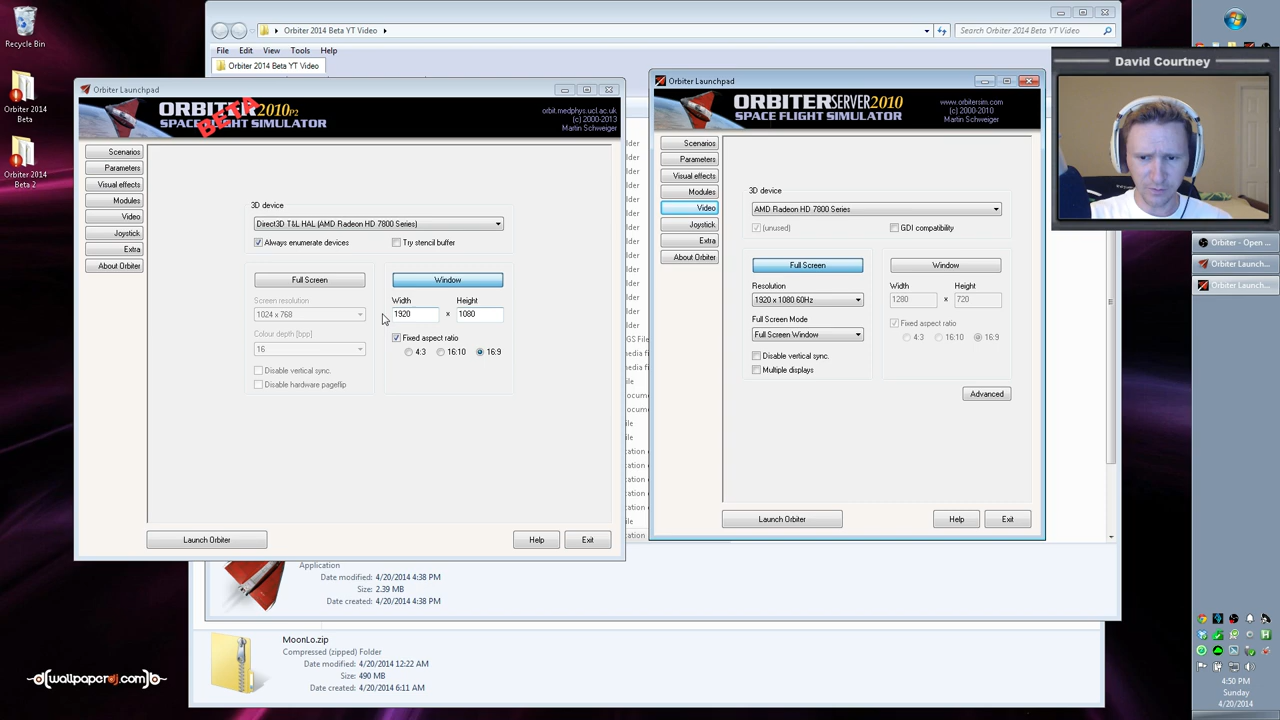 Recycle Bin
Orbiter 2014
Beta
Orbiter 2014
Beta 2
Orbiter 2014 Beta YT Video
Search Orbiter 2014 Beta YT Video
File Edit View Tools Help
Orbiter 2014 Beta YT Video
Orbiter Launchpad
ORBITER2010P2
BETA
SPACE FLIGHT SIMULATOR
orbit.medphys.ucl.ac.uk
(c) 2000-2013
Martin Schweiger
Scenarios
Parameters
Visual effects
Modules
Video
Joystick
Extra
About Orbiter
3D device
Direct3D T&L HAL (AMD Radeon HD 7800 Series)
Always enumerate devices
Try stencil buffer
Full Screen
Window
Screen resolution
1024 x 768
Colour depth [bpp]
16
Disable vertical sync.
Disable hardware pageflip
Width
Height
1920 x 1080
Fixed aspect ratio
4:3 16:10 16:9
Launch Orbiter
Help
Exit
Orbiter Launchpad
ORBITERSERVER2010
SPACE FLIGHT SIMULATOR
www.orbitersim.com
(c) 2000-2010
Martin Schweiger
Scenarios
Parameters
Visual effects
Modules
Video
Joystick
Extra
About Orbiter
3D device
AMD Radeon HD 7800 Series
(unused)
GDI compatibility
Full Screen
Window
Resolution
1920 x 1080 60Hz
Full Screen Mode
Full Screen Window
Disable vertical sync.
Multiple displays
Width
Height
1280 x 720
Fixed aspect ratio
4:3 16:10 16:9
Advanced
Launch Orbiter
Help
Exit
Application
Date modified: 4/20/2014 4:38 PM
Size: 2.39 MB
Date created: 4/20/2014 4:38 PM
MoonLo.zip
Compressed (zipped) Folder
Date modified: 4/20/2014 12:22 AM
Size: 490 MB
Date created: 4/20/2014 6:11 AM
David Courtney
Orbiter - Open ...
Orbiter Launch...
Orbiter Launch...
4:50 PM
Sunday
4/20/2014